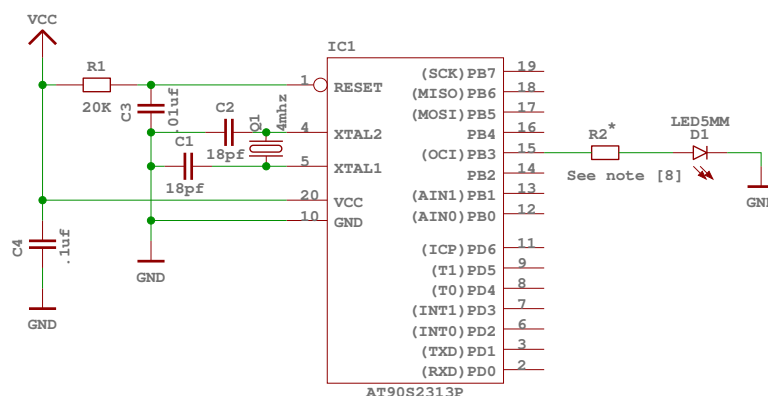 VCC
IC1
R1
20K
C3
.01uf
C2
18pf
C1
18pf
Q1
4mhz
C4
.1uf
GND
GND
1
4
5
20
10
RESET
XTAL2
XTAL1
VCC
GND
(SCK)PB7 19
(MISO)PB6 18
(MOSI)PB5 17
PB4 16
(OCI)PB3 15
PB2 14
(AIN1)PB1 13
(AIN0)PB0 12
(ICP)PD6 11
(T1)PD5 9
(T0)PD4 8
(INT1)PD3 7
(INT0)PD2 6
(TXD)PD1 3
(RXD)PD0 2
AT90S2313P
R2*
See note [8]
LED5MM
D1
GND